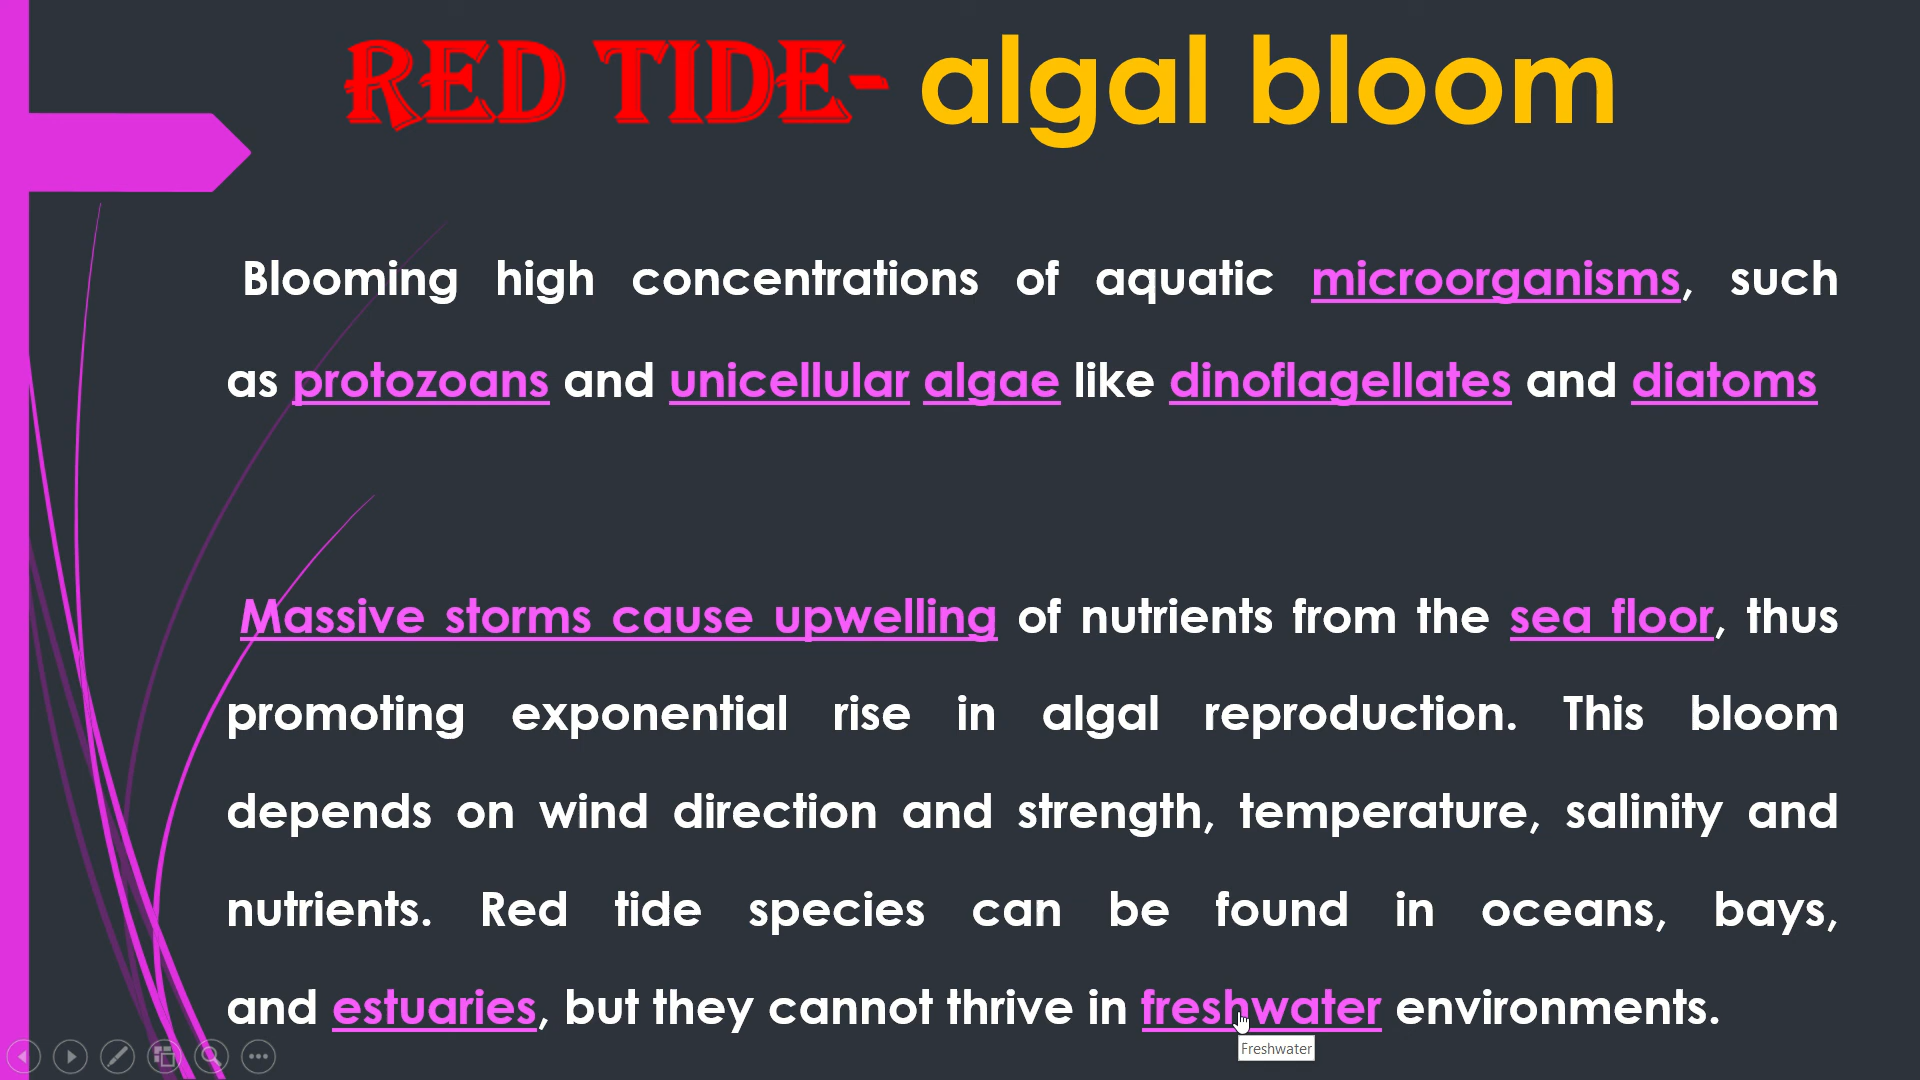 RED TIDE- algal bloom
Blooming high concentrations of aquatic microorganisms, such
as protozoans and unicellular algae like dinoflagellates and diatoms
Massive storms cause upwelling of nutrients from the sea floor, thus
promoting exponential rise in algal reproduction. This bloom
depends on wind direction and strength, temperature, salinity and
nutrients. Red tide species can be found in oceans, bays,
and estuaries, but they cannot thrive in freshwater environments.
Freshwater